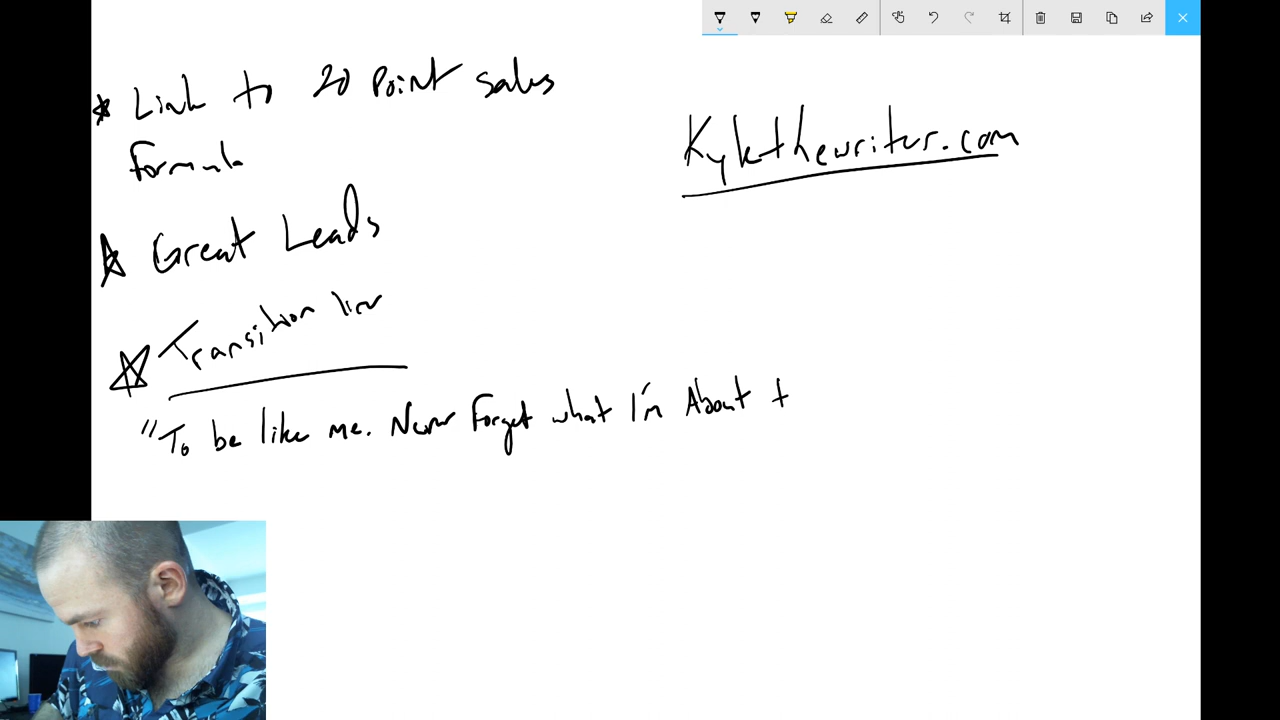 * Link to 20 Point sales
formula
Kylethewriter.com
Great Leads
Transition line
"To be like me. Never Forget what I'm About t